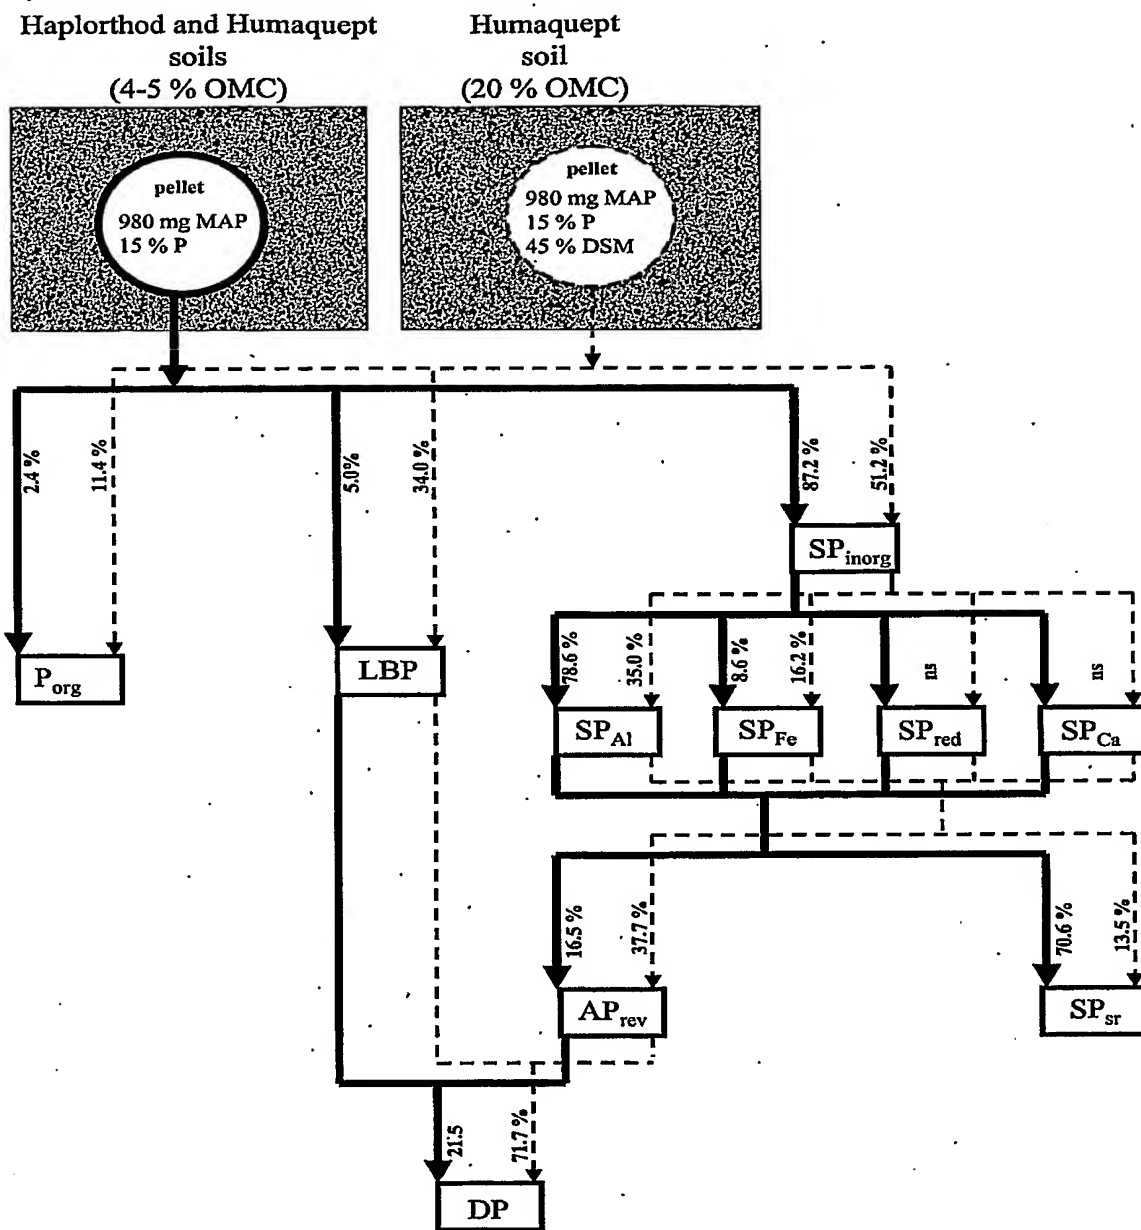 Haplorthod and Humaquept
soils
(4-5 % OMC)
Humaquept
soil
(20 % OMC)
pellet
980 mg MAP
15 % P
pellet
980 mg MAP
15 % P
45 % DSM
2.4 %
11.4 %
5.0%
34.0 %
87.2 %
51.2 %
SPinorg
Porg
LBP
78.6 %
35.0 %
8.6 %
16.2 %
ns
ns
SPAl
SPFe
SPred
SPCa
16.5 %
37.7 %
70.6 %
13.5 %
APrev
SPsr
21.5
71.7 %
DP